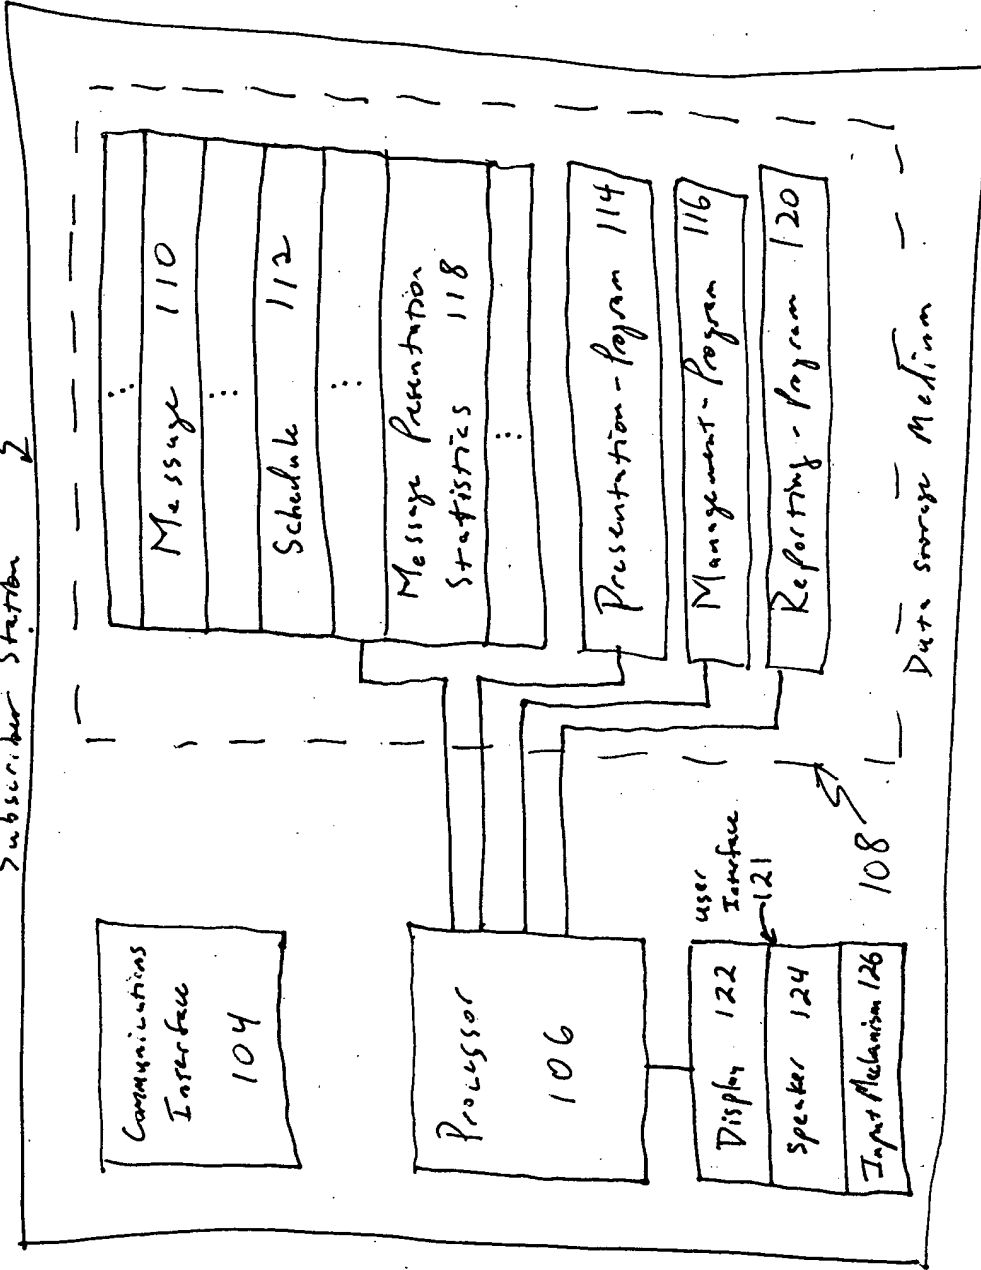 Subscriber Station 2
Communications
Interface
104
Processor
106
User
Interface
121
Display 122
Speaker 124
Input Mechanism 126
108
⋮
Message 110
⋮
Schedule 112
⋮
Message Presentation
Statistics 118
⋮
Presentation-Program 114
Management-Program 116
Reporting-Program 120
Data Storage Medium